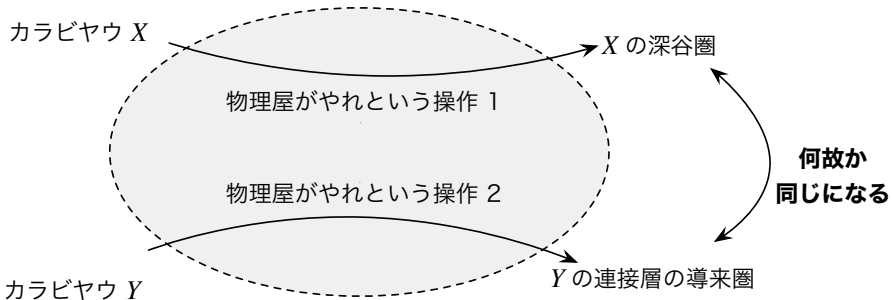 カラビヤウ X
X の深谷圏
物理屋がやれという操作 1
何故か
同じになる
物理屋がやれという操作 2
Y の連接層の導来圏
カラビヤウ Y